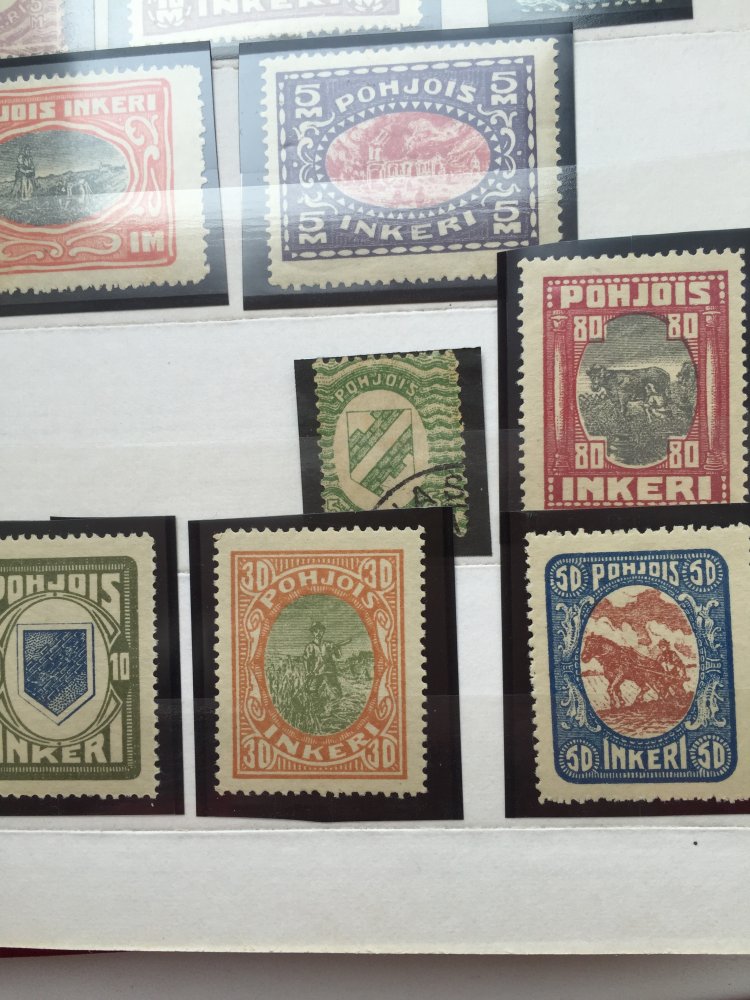 INKERI
JOIS INKERI
1M
5M POHJOIS 5M
5M INKERI 5M
POHJOIS
80 80
80 80
INKERI
POHJOIS
POHJOIS
10
INKERI
30 POHJOIS 30
30 INKERI 30
50 POHJOIS 50
50 INKERI 50